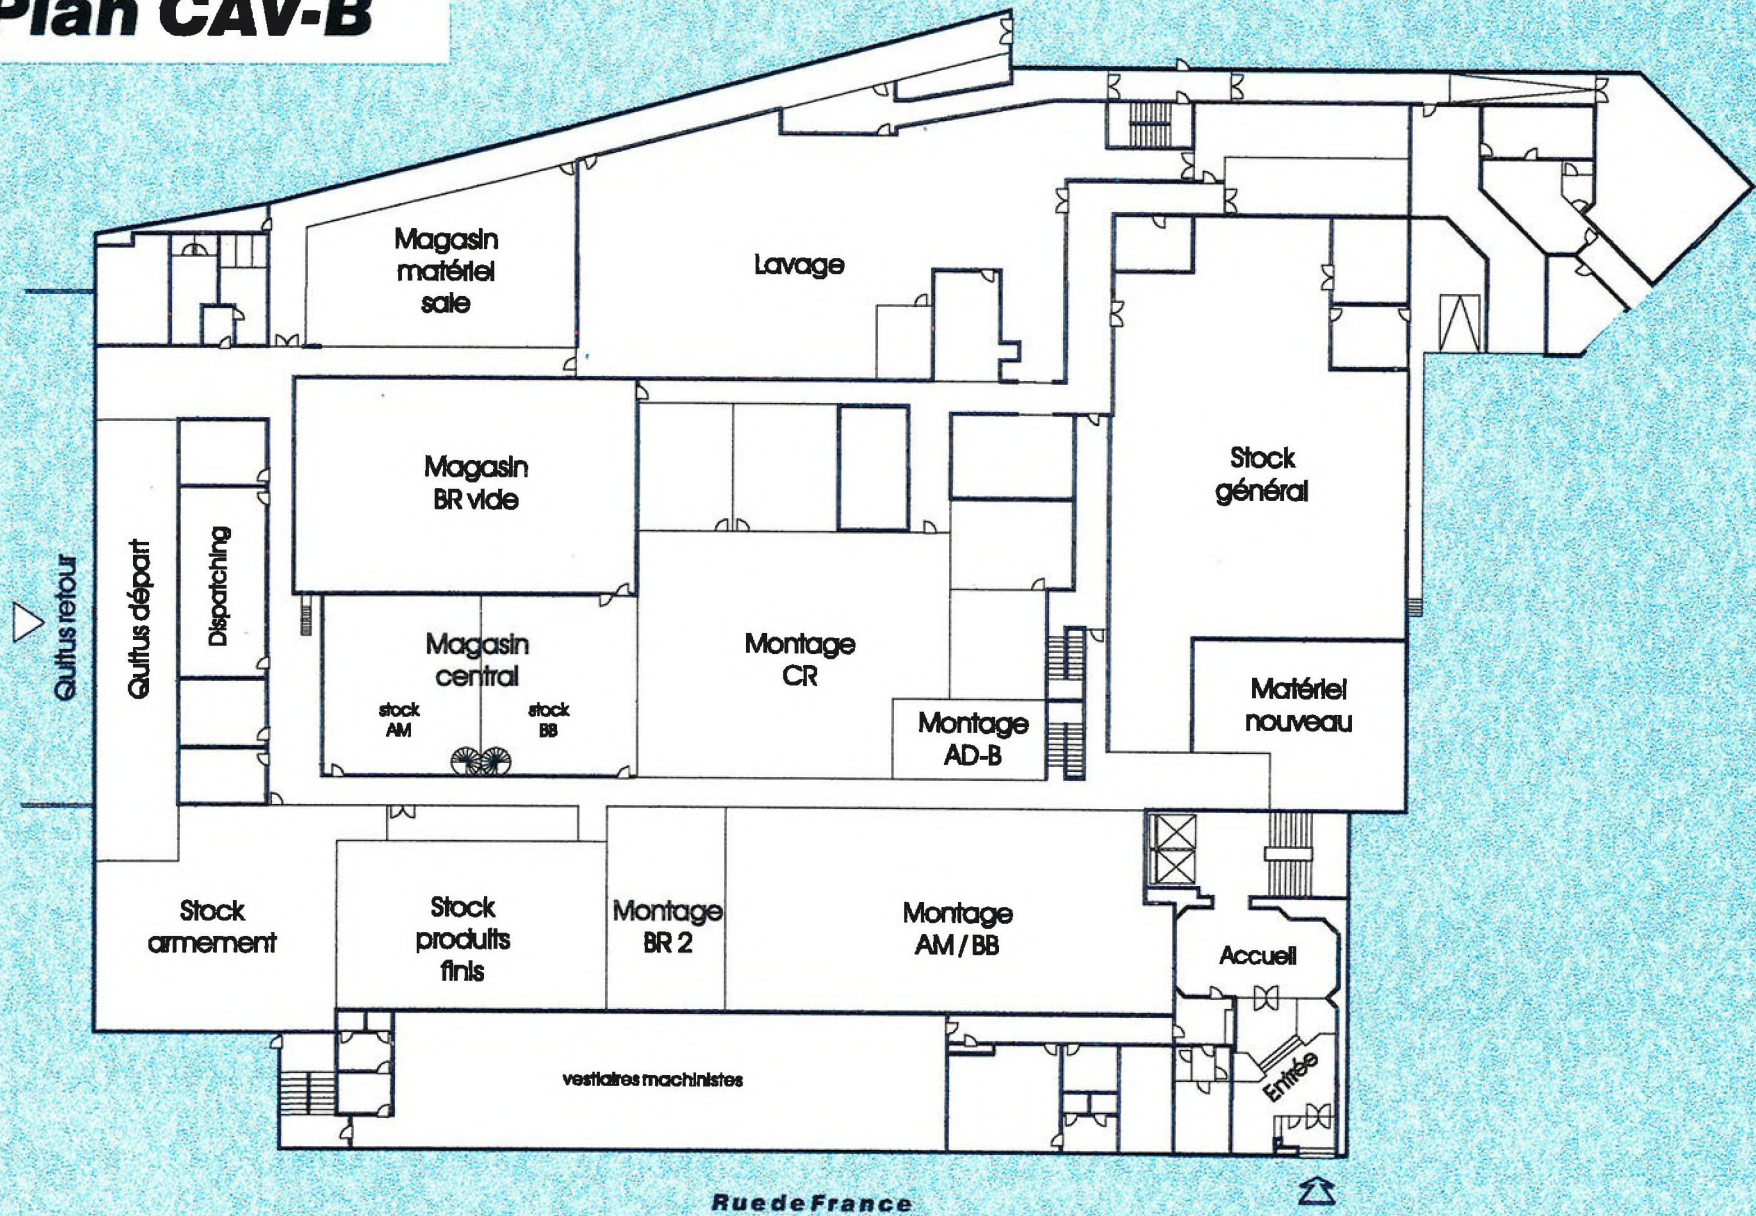 Plan CAV-B
Magasin
matériel
sale
Lavage
Magasin
BR vide
Stock
général
Quitus retour
Quitus départ
Dispatching
Magasin
central
stock
AM
stock
BB
Montage
CR
Montage
AD-B
Matériel
nouveau
Stock
armement
Stock
produits
finis
Montage
BR 2
Montage
AM / BB
Accueil
Entrée
vestiaires machinistes
Rue de France